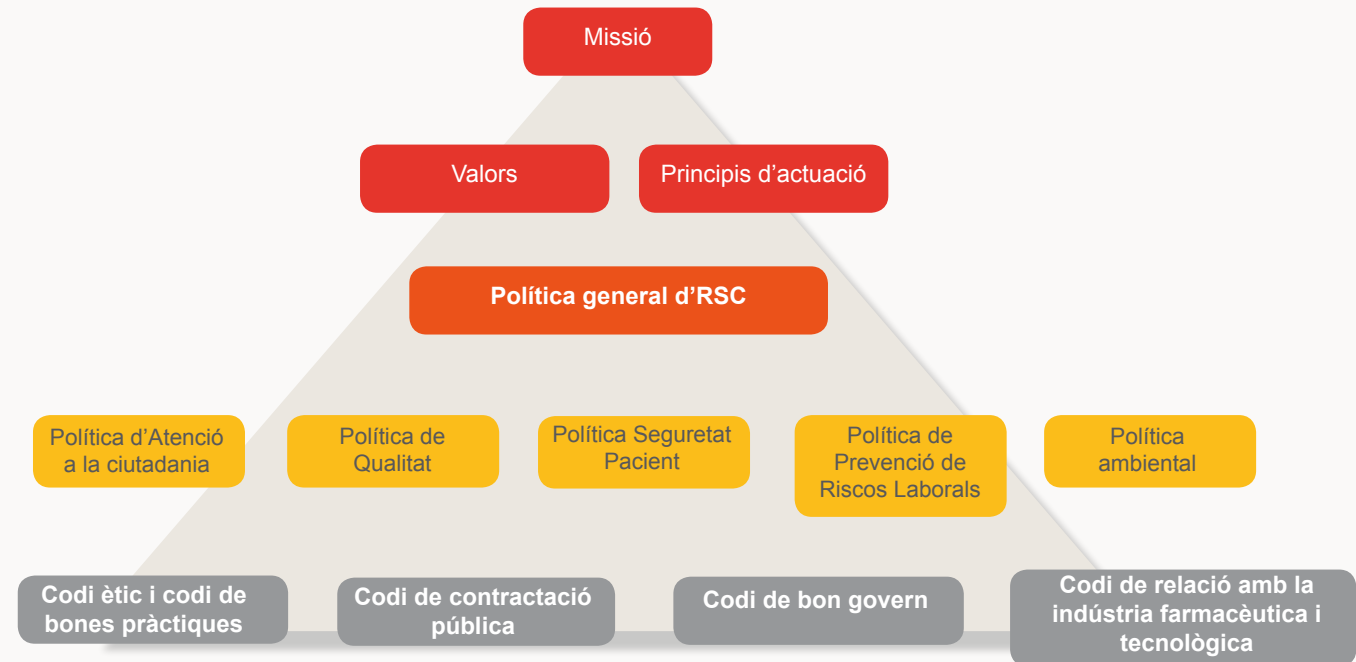 Missió
Valors
Principis d’actuació
Política general d’RSC
Política d’Atenció
a la ciutadania
Política de
Qualitat
Política Seguretat
Pacient
Política de
Prevenció de
Riscos Laborals
Política
ambiental
Codi ètic i codi de
bones pràctiques
Codi de contractació
pública
Codi de bon govern
Codi de relació amb la
indústria farmacèutica i
tecnològica